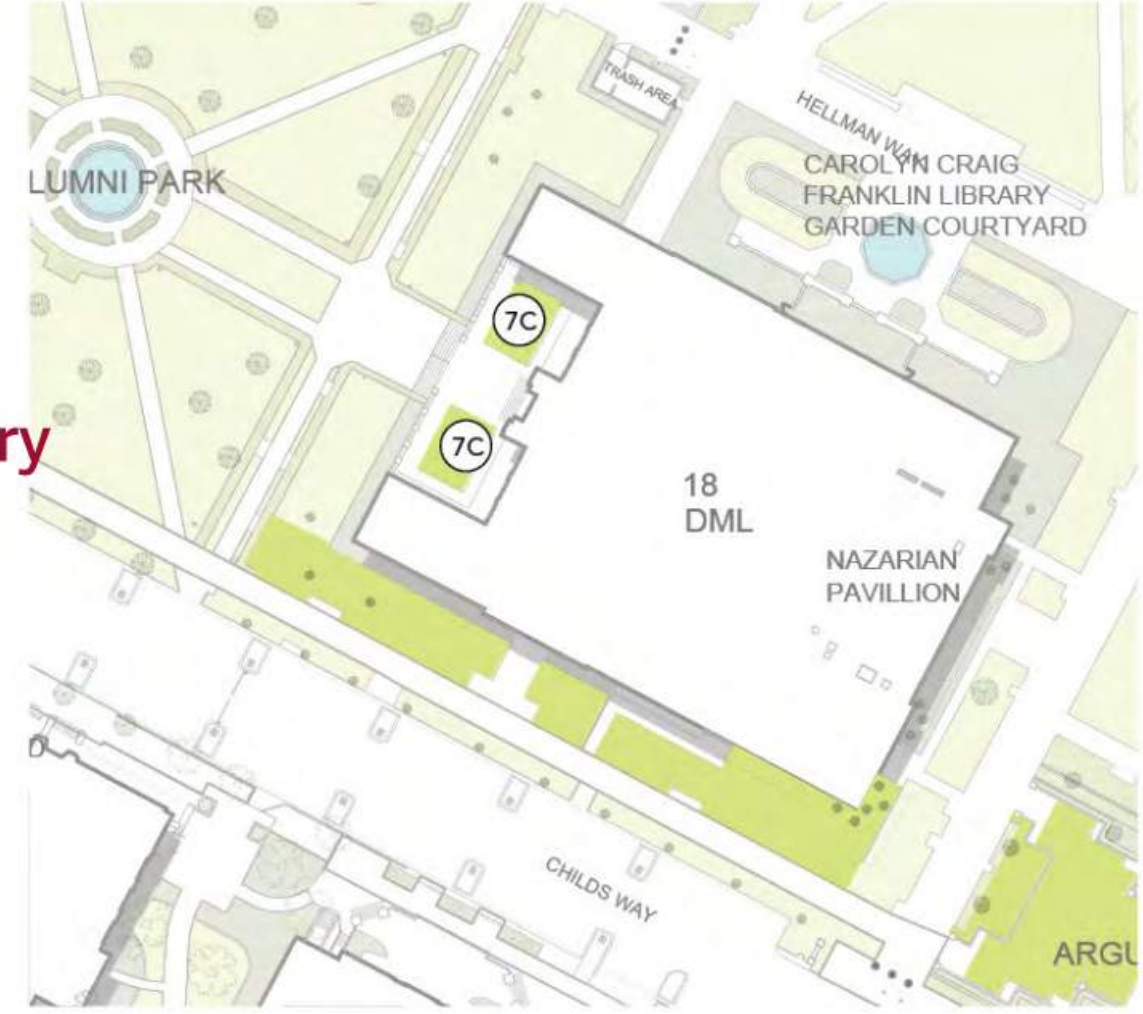 TRASH AREA
HELLMAN WAY
CAROLYN CRAIG
FRANKLIN LIBRARY
GARDEN COURTYARD
LUMNI PARK
7C
7C
ry
18
DML
NAZARIAN
PAVILLION
CHILDS WAY
ARGU